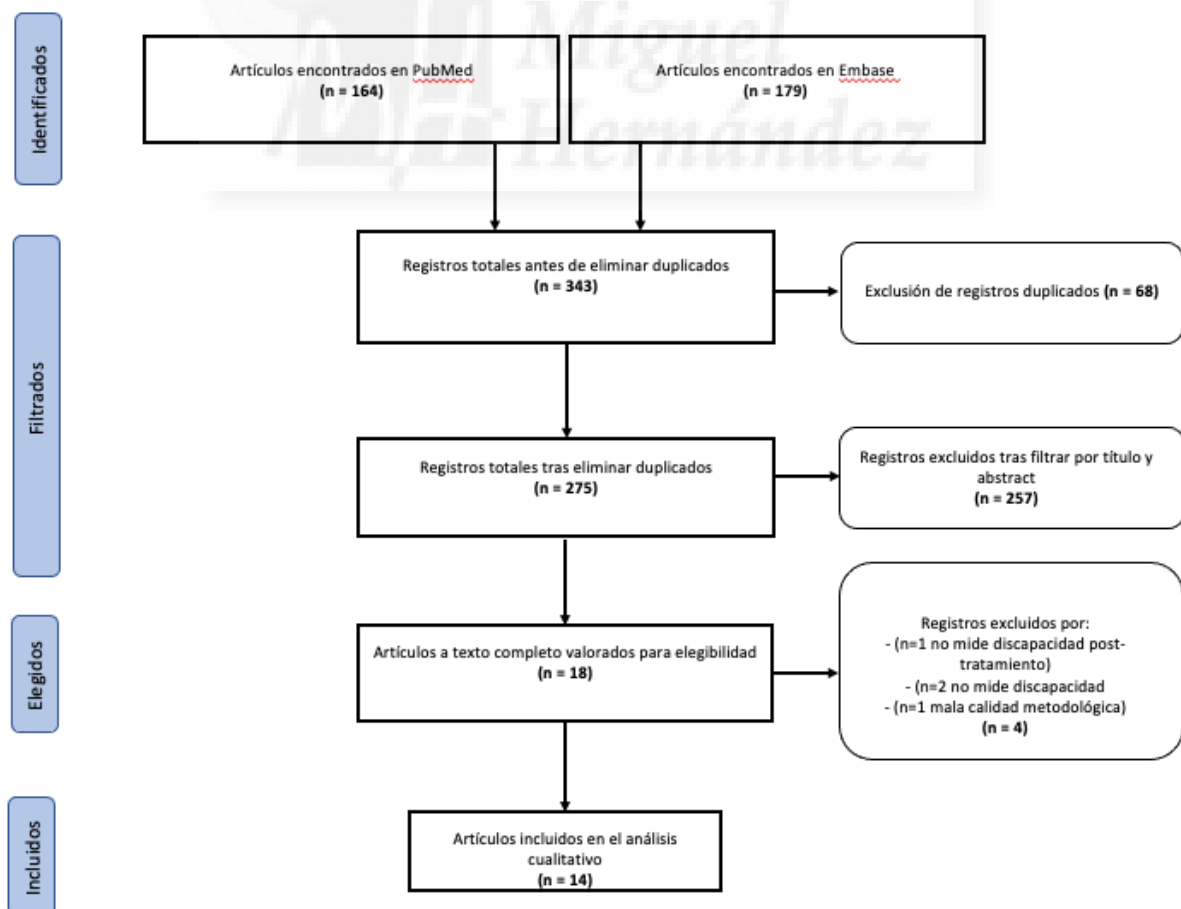 Miguel
Hernández
Identificados
Artículos encontrados en PubMed
(n = 164)
Artículos encontrados en Embase
(n = 179)
Filtrados
Registros totales antes de eliminar duplicados
(n = 343)
Exclusión de registros duplicados (n = 68)
Registros totales tras eliminar duplicados
(n = 275)
Registros excluidos tras filtrar por título y
abstract
(n = 257)
Elegidos
Artículos a texto completo valorados para elegibilidad
(n = 18)
Registros excluidos por:
- (n=1 no mide discapacidad post-
tratamiento)
- (n=2 no mide discapacidad
- (n=1 mala calidad metodológica)
(n = 4)
Incluidos
Artículos incluidos en el análisis
cualitativo
(n = 14)